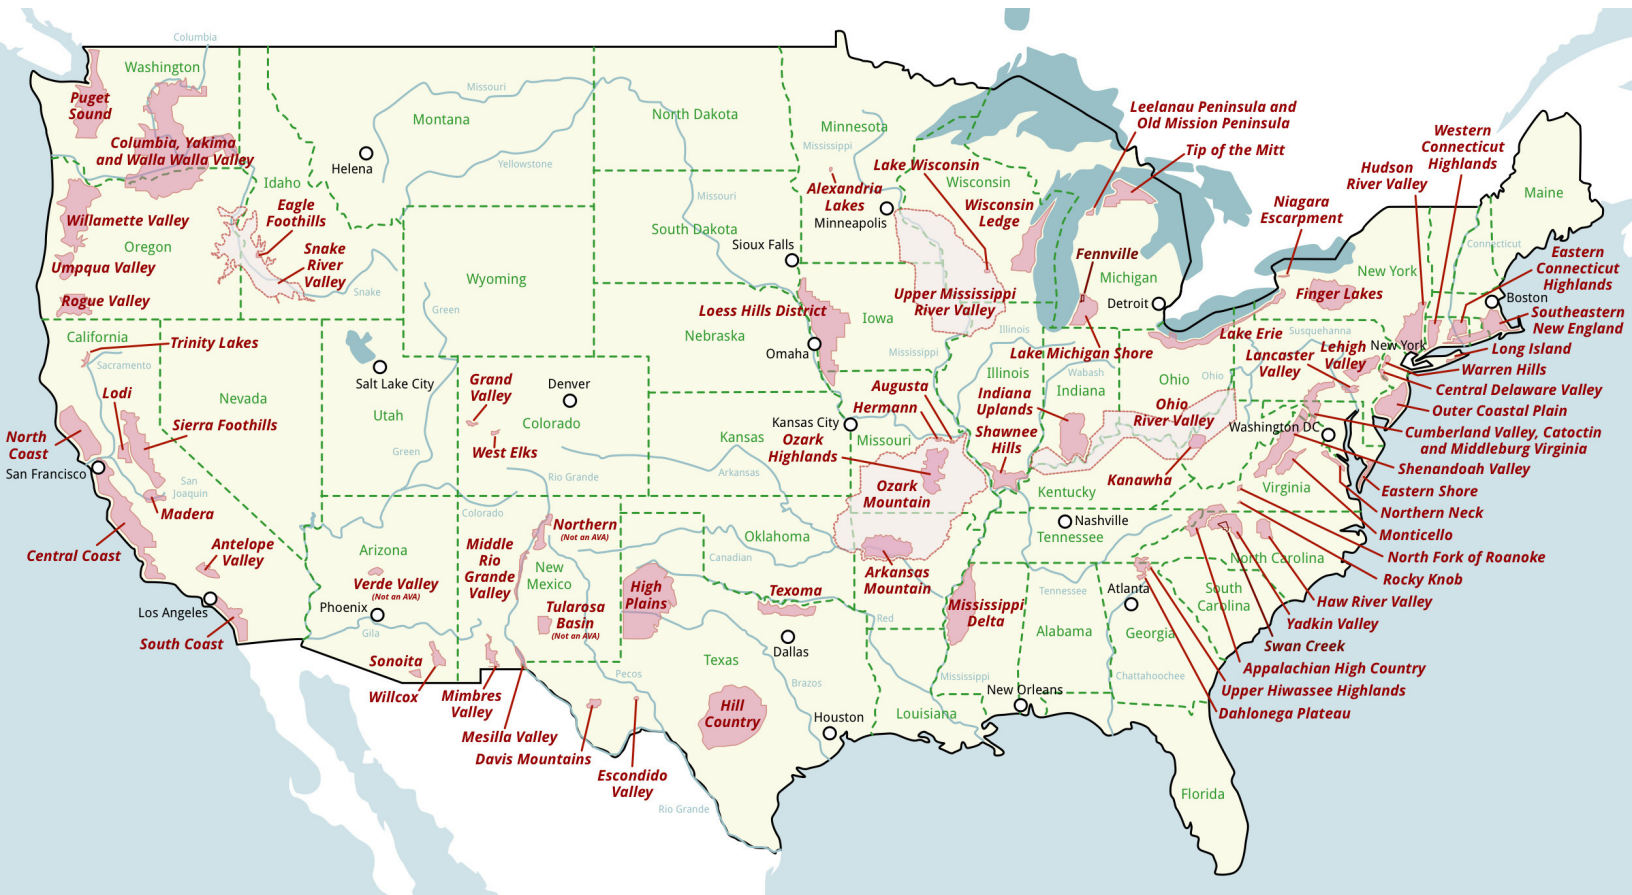 Columbia
Washington
Puget
Sound
Columbia, Yakima
and Walla Walla Valley
Willamette Valley
Oregon
Umpqua Valley
Rogue Valley
Idaho
Eagle
Foothills
Snake
River
Valley
Snake
Helena
Montana
Missouri
Yellowstone
North Dakota
Missouri
South Dakota
Sioux Falls
Wyoming
Green
Nebraska
Loess Hills District
Omaha
Minnesota
Mississippi
Alexandria
Lakes
Minneapolis
Lake Wisconsin
Wisconsin
Wisconsin
Ledge
Upper Mississippi
River Valley
Iowa
Mississippi
Leelanau Peninsula and
Old Mission Peninsula
Tip of the Mitt
Fennville
Michigan
Detroit
Lake Michigan Shore
Illinois
Illinois
Wabash
Indiana
Indiana
Uplands
Ohio
Ohio
Ohio
River Valley
Lake Erie
Niagara
Escarpment
Hudson
River Valley
Western
Connecticut
Highlands
Maine
Connecticut
Eastern
Connecticut
Highlands
New York
Finger Lakes
Boston
Southeastern
New England
Susquehanna
Lancaster
Valley
Lehigh
Valley
New York
Long Island
Warren Hills
Central Delaware Valley
Outer Coastal Plain
Cumberland Valley, Catoctin
and Middleburg Virginia
Washington DC
Shenandoah Valley
Eastern Shore
Northern Neck
Monticello
North Fork of Roanoke
Rocky Knob
Haw River Valley
Yadkin Valley
Swan Creek
Appalachian High Country
Upper Hiwassee Highlands
Dahlonega Plateau
Virginia
Kanawha
Kentucky
Nashville
Tennessee
North Carolina
South
Carolina
Tennessee
Atlanta
Georgia
Alabama
Chattahoochee
Florida
California
Trinity Lakes
Sacramento
Lodi
Sierra Foothills
North
Coast
San Francisco
San
Joaquin
Madera
Central Coast
Antelope
Valley
Los Angeles
South Coast
Nevada
Salt Lake City
Utah
Green
Grand
Valley
Denver
Colorado
West Elks
Rio Grande
Colorado
Arizona
Verde Valley
(Not an AVA)
Phoenix
Gila
Sonoita
Willcox
Middle
Rio
Grande
Valley
Northern
(Not an AVA)
New
Mexico
Tularosa
Basin
(Not an AVA)
Mimbres
Valley
Mesilla Valley
Davis Mountains
Escondido
Valley
Pecos
Rio Grande
Kansas
Arkansas
Kansas City
Missouri
Augusta
Hermann
Ozark
Highlands
Ozark
Mountain
Shawnee
Hills
Oklahoma
Canadian
High
Plains
Texoma
Dallas
Texas
Brazos
Hill
Country
Houston
Red
Arkansas
Mountain
Mississippi
Delta
Mississippi
Louisiana
New Orleans